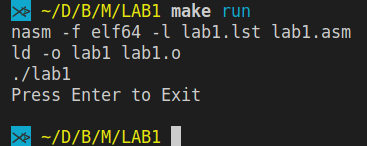 ~/D/B/M/LAB1 make run
nasm -f elf64 -l lab1.lst lab1.asm
ld -o lab1 lab1.o
./lab1
Press Enter to Exit
~/D/B/M/LAB1